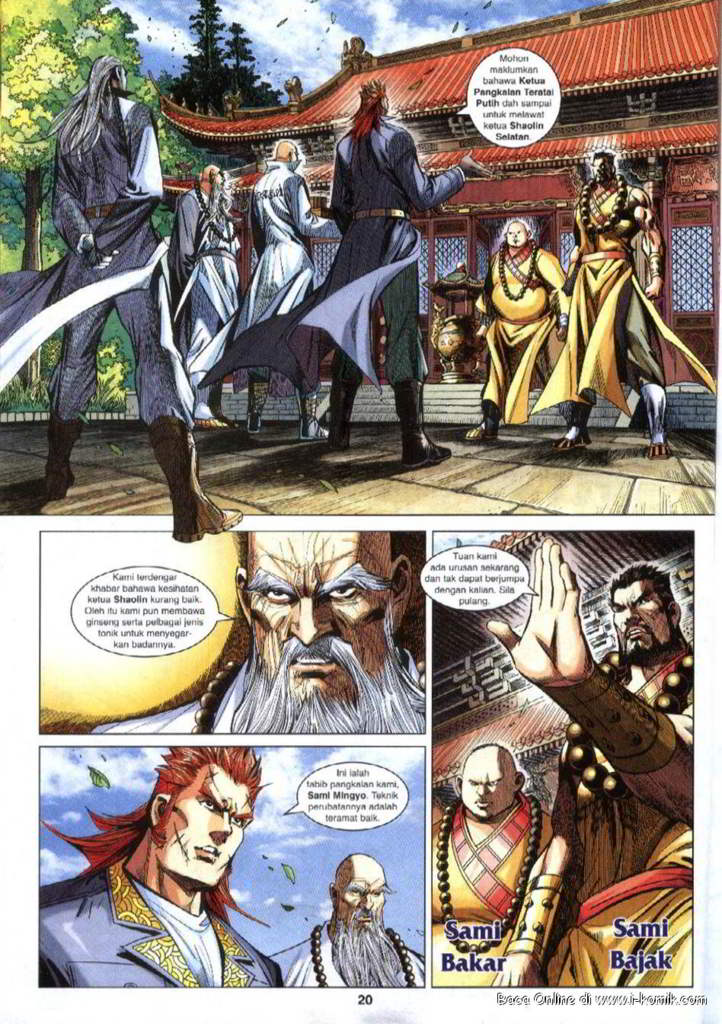 Mohon
maklumkan
bahawa Ketua
Pangkalan Teratai
Putih dah sampai
untuk melawat
ketua Shaolin
Selatan.
Kami terdengar
khabar bahawa kesihatan
ketua Shaolin kurang baik.
Oleh itu kami pun membawa
ginseng serta pelbagai jenis
tonik untuk menyegar-
kan badannya.
Tuan kami
ada urusan sekarang
dan tak dapat berjumpa
dengan kalian. Sila
pulang.
Ini ialah
tabib pangkalan kami,
Sami Mingyo. Teknik
perubatannya adalah
teramat baik.
Sami
Bakar
Sami
Bajak
20
Baca Online di www.i-komik.com